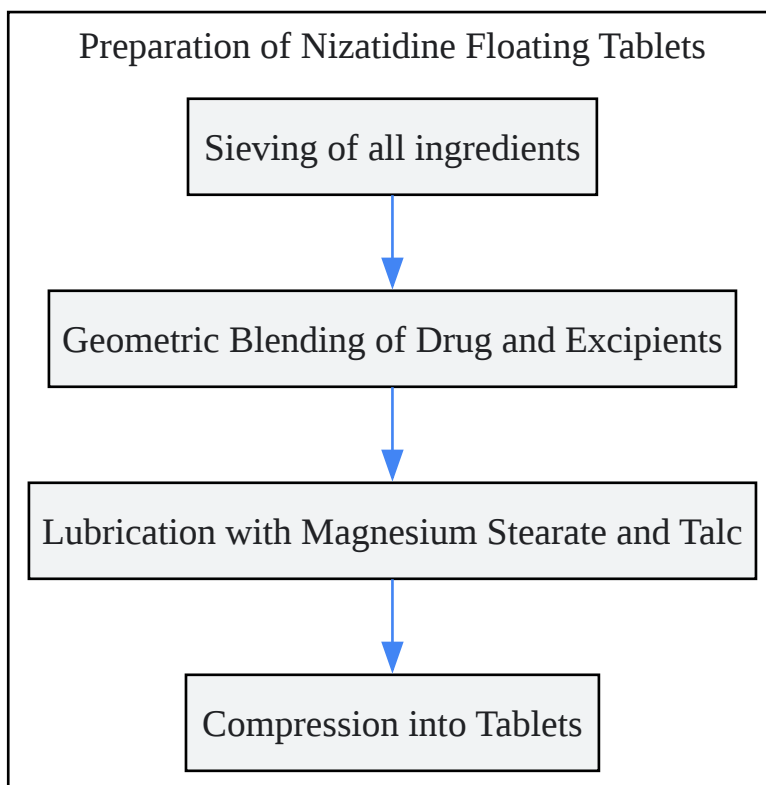 Preparation of Nizatidine Floating Tablets
Sieving of all ingredients
Geometric Blending of Drug and Excipients
Lubrication with Magnesium Stearate and Talc
Compression into Tablets